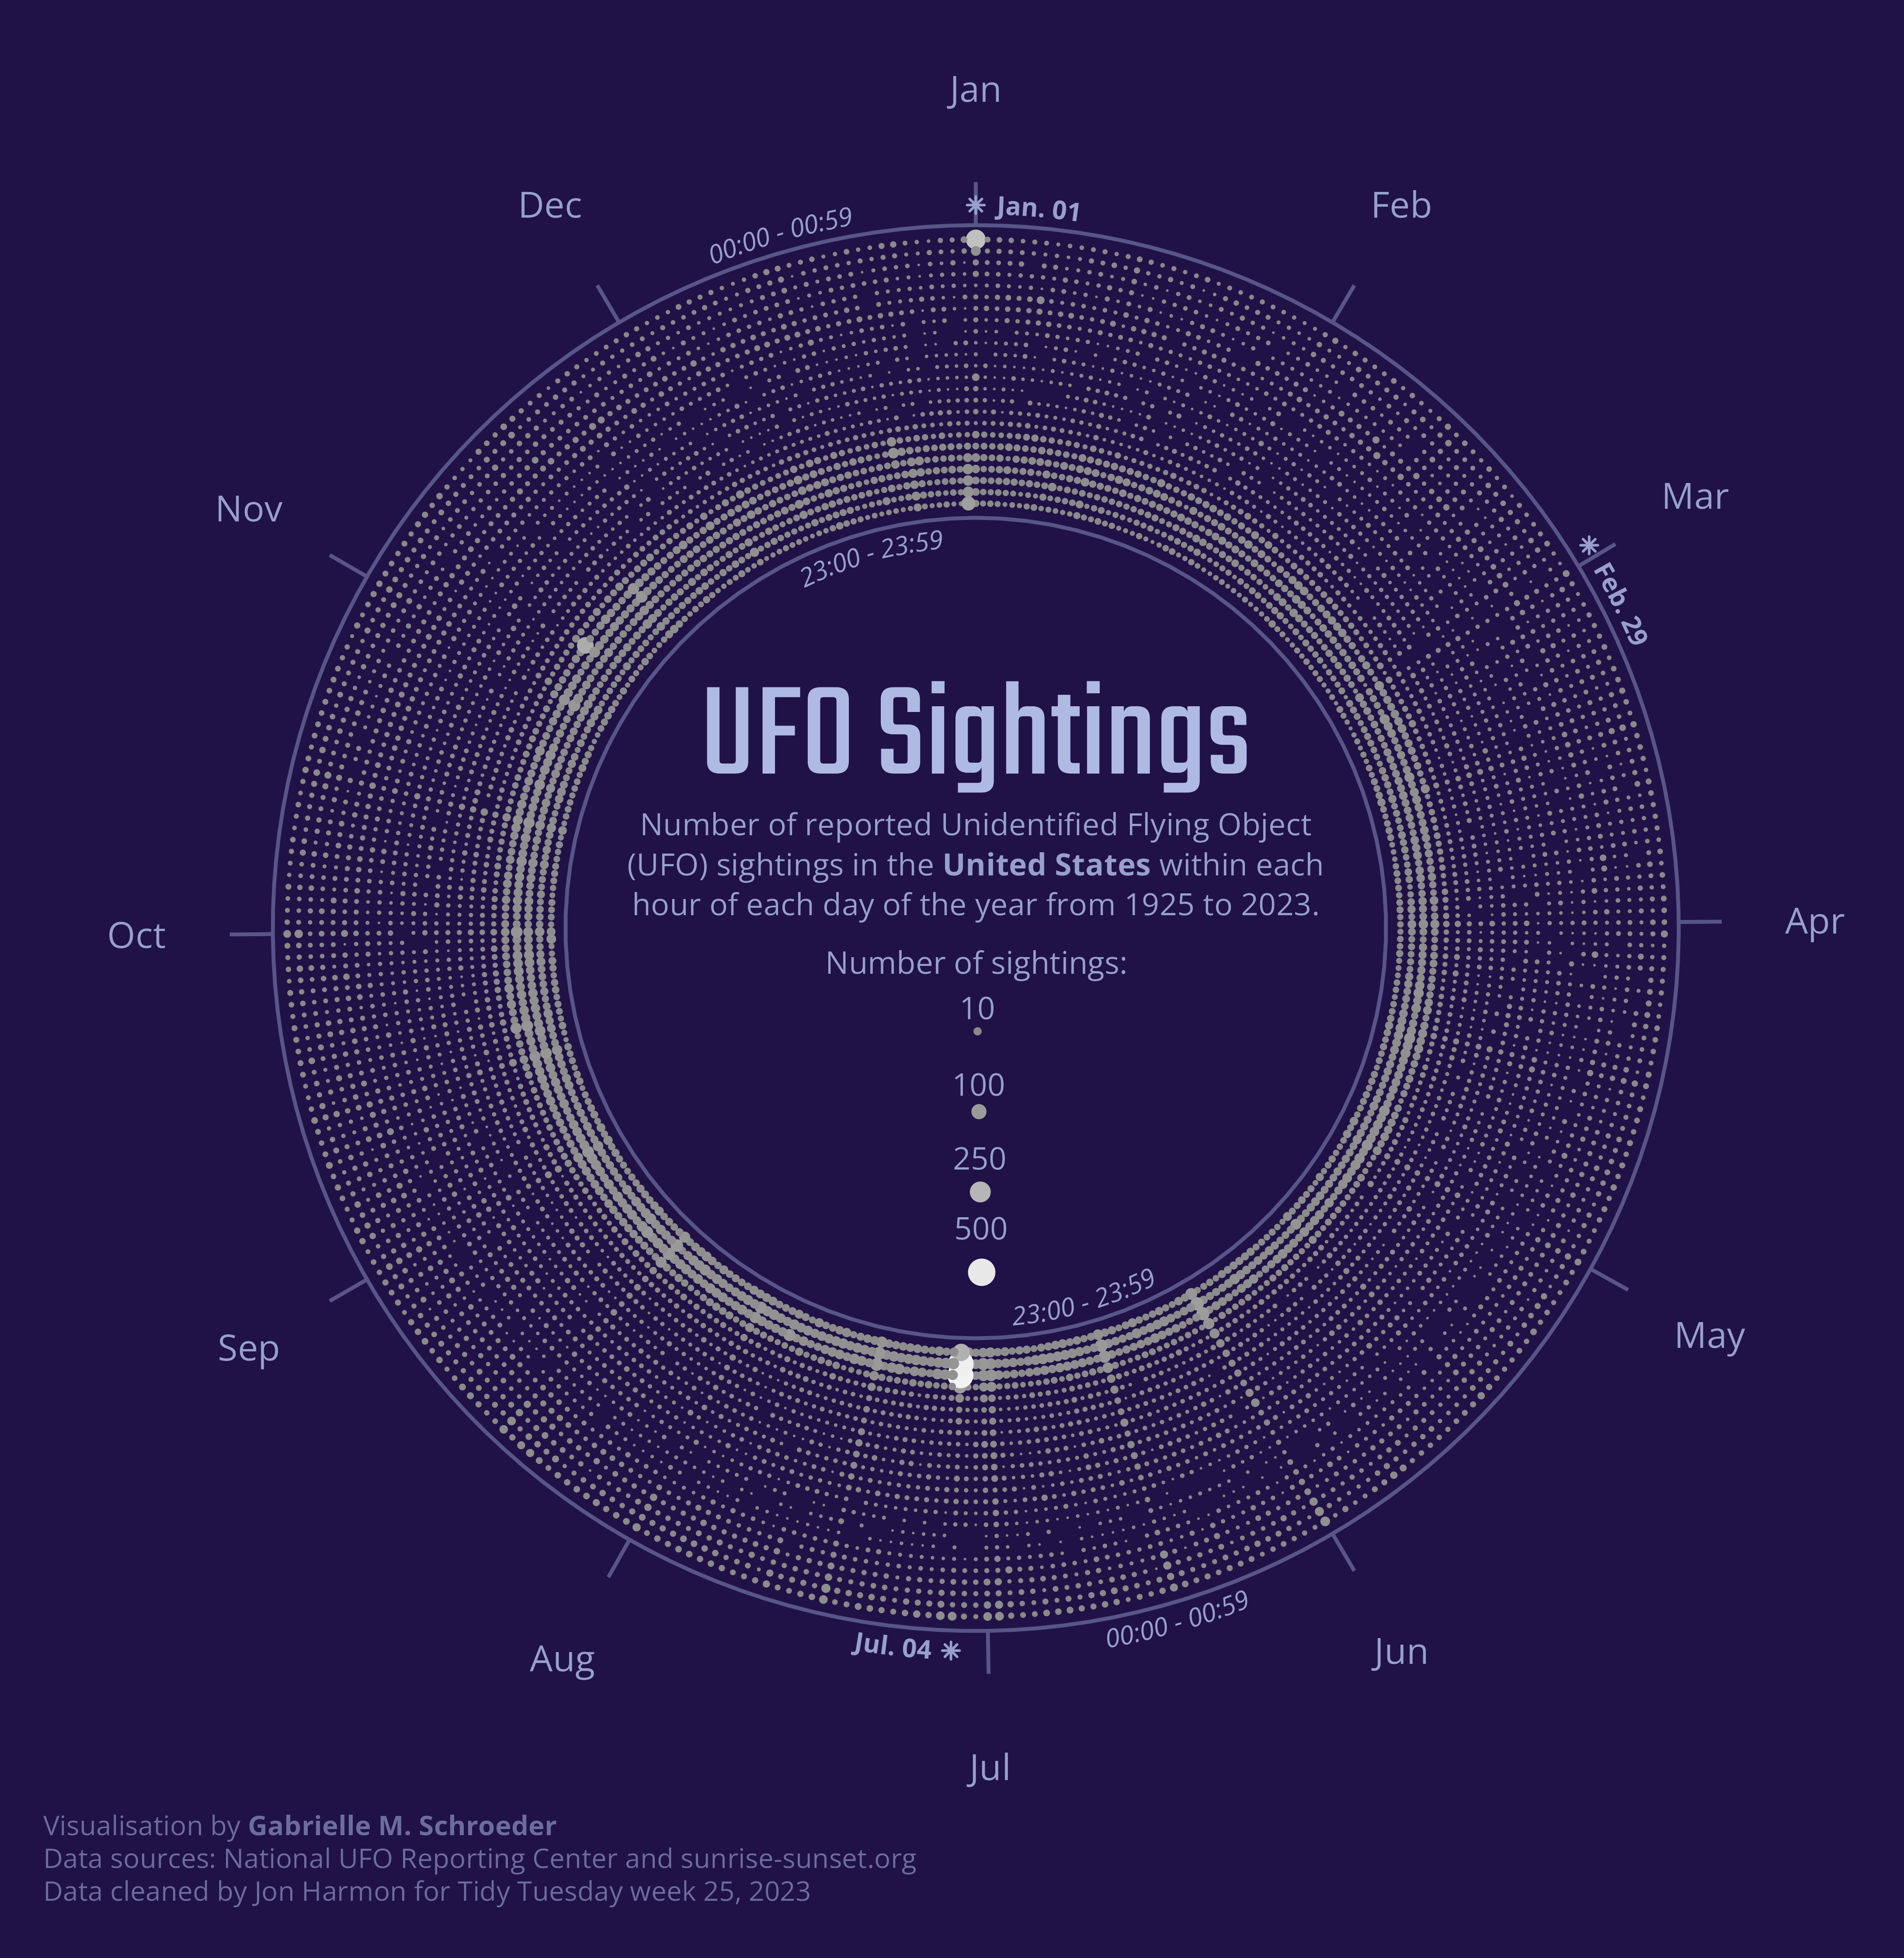 Jan
Dec
Feb
✳ Jan. 01
00:00 - 00:59
Nov
Mar
✳ Feb. 29
23:00 - 23:59
UFO Sightings
Number of reported Unidentified Flying Object
(UFO) sightings in the United States within each
hour of each day of the year from 1925 to 2023.
Oct
Apr
Number of sightings:
10
100
250
500
23:00 - 23:59
Sep
May
00:00 - 00:59
Jul. 04 ✳
Aug
Jun
Jul
Visualisation by Gabrielle M. Schroeder
Data sources: National UFO Reporting Center and sunrise-sunset.org
Data cleaned by Jon Harmon for Tidy Tuesday week 25, 2023